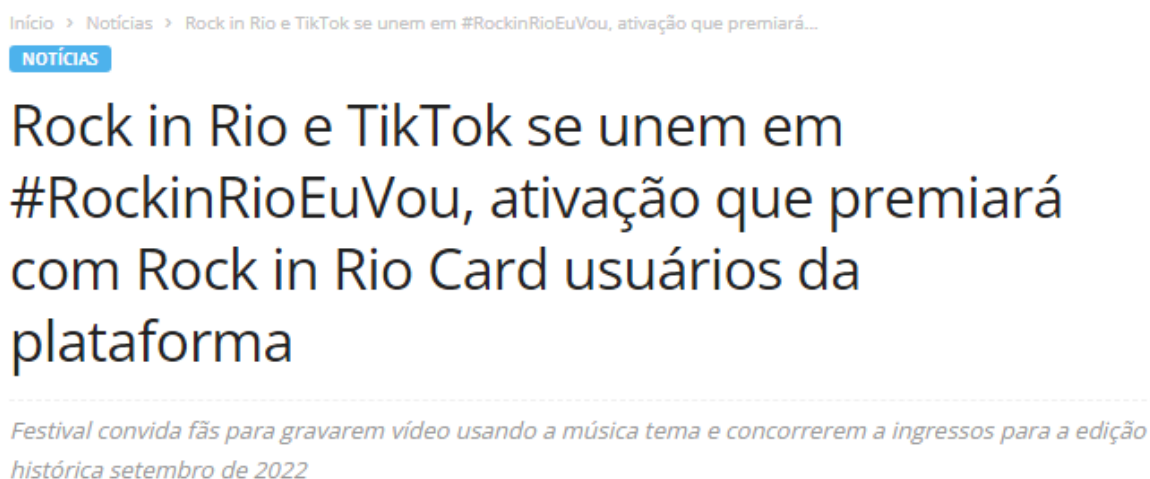 Início > Notícias > Rock in Rio e TikTok se unem em #RockinRioEuVou, ativação que premiará...
NOTÍCIAS
Rock in Rio e TikTok se unem em
#RockinRioEuVou, ativação que premiará
com Rock in Rio Card usuários da
plataforma
Festival convida fãs para gravarem vídeo usando a música tema e concorrerem a ingressos para a edição
histórica setembro de 2022